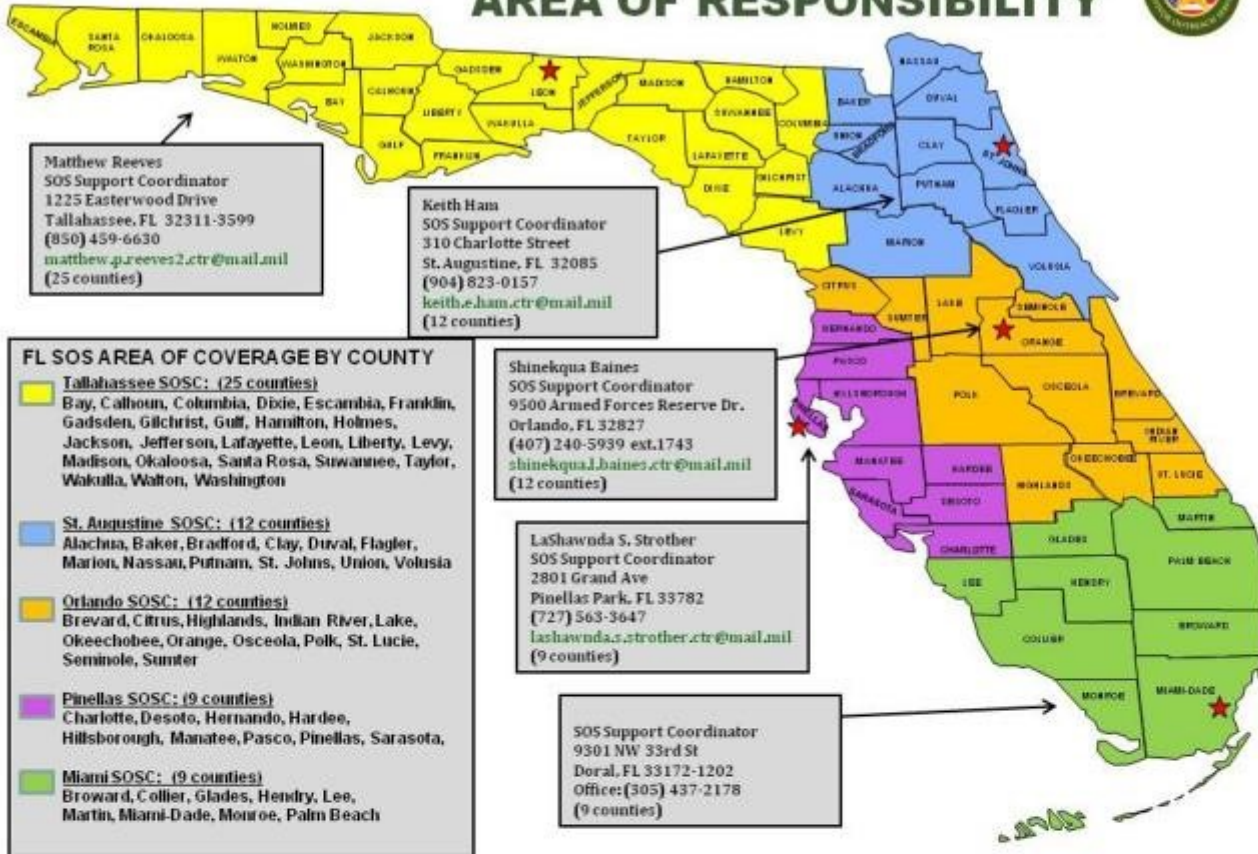 AREA OF RESPONSIBILITY
ESCAMBIA
SANTA
ROSA
OKALOOSA
WALTON
HOLMES
WASHINGTON
JACKSON
BAY
CALHOUN
GULF
GADSDEN
LIBERTY
FRANKLIN
LEON
WAKULLA
JEFFERSON
MADISON
TAYLOR
HAMILTON
SUWANNEE
LAFAYETTE
DIXIE
COLUMBIA
GILCHRIST
LEVY
NASSAU
BAKER
DUVAL
UNION
BRADFORD
CLAY
ST. JOHNS
ALACHUA
PUTNAM
FLAGLER
MARION
VOLUSIA
Matthew Reeves
SOS Support Coordinator
1225 Easterwood Drive
Tallahassee, FL 32311-3599
(850) 459-6630
matthew.p.reeves2.ctr@mail.mil
(25 counties)
Keith Ham
SOS Support Coordinator
310 Charlotte Street
St. Augustine, FL 32085
(904) 823-0157
keith.e.ham.ctr@mail.mil
(12 counties)
CITRUS
SUMTER
LAKE
SEMINOLE
ORANGE
HERNANDO
PASCO
HILLSBOROUGH
PINELLAS
POLK
OSCEOLA
BREVARD
INDIAN
RIVER
MANATEE
HARDEE
SARASOTA
DESOTO
HIGHLANDS
OKEECHOBEE
ST. LUCIE
CHARLOTTE
GLADES
MARTIN
LEE
HENDRY
PALM BEACH
COLLIER
BROWARD
MONROE
MIAMI-DADE
Shinekqua Baines
SOS Support Coordinator
9500 Armed Forces Reserve Dr.
Orlando, FL 32827
(407) 240-5939 ext.1743
shinekqua.l.baines.ctr@mail.mil
(12 counties)
LaShawnda S. Strother
SOS Support Coordinator
2801 Grand Ave
Pinellas Park, FL 33782
(727) 563-3647
lashawnda.s.strother.ctr@mail.mil
(9 counties)
SOS Support Coordinator
9301 NW 33rd St
Doral, FL 33172-1202
Office: (305) 437-2178
(9 counties)
FL SOS AREA OF COVERAGE BY COUNTY
Tallahassee SOSC: (25 counties)
Bay, Calhoun, Columbia, Dixie, Escambia, Franklin,
Gadsden, Gilchrist, Gulf, Hamilton, Holmes,
Jackson, Jefferson, Lafayette, Leon, Liberty, Levy,
Madison, Okaloosa, Santa Rosa, Suwannee, Taylor,
Wakulla, Walton, Washington
St. Augustine SOSC: (12 counties)
Alachua, Baker, Bradford, Clay, Duval, Flagler,
Marion, Nassau, Putnam, St. Johns, Union, Volusia
Orlando SOSC: (12 counties)
Brevard, Citrus, Highlands, Indian River, Lake,
Okeechobee, Orange, Osceola, Polk, St. Lucie,
Seminole, Sumter
Pinellas SOSC: (9 counties)
Charlotte, Desoto, Hernando, Hardee,
Hillsborough, Manatee, Pasco, Pinellas, Sarasota,
Miami SOSC: (9 counties)
Broward, Collier, Glades, Hendry, Lee,
Martin, Miami-Dade, Monroe, Palm Beach